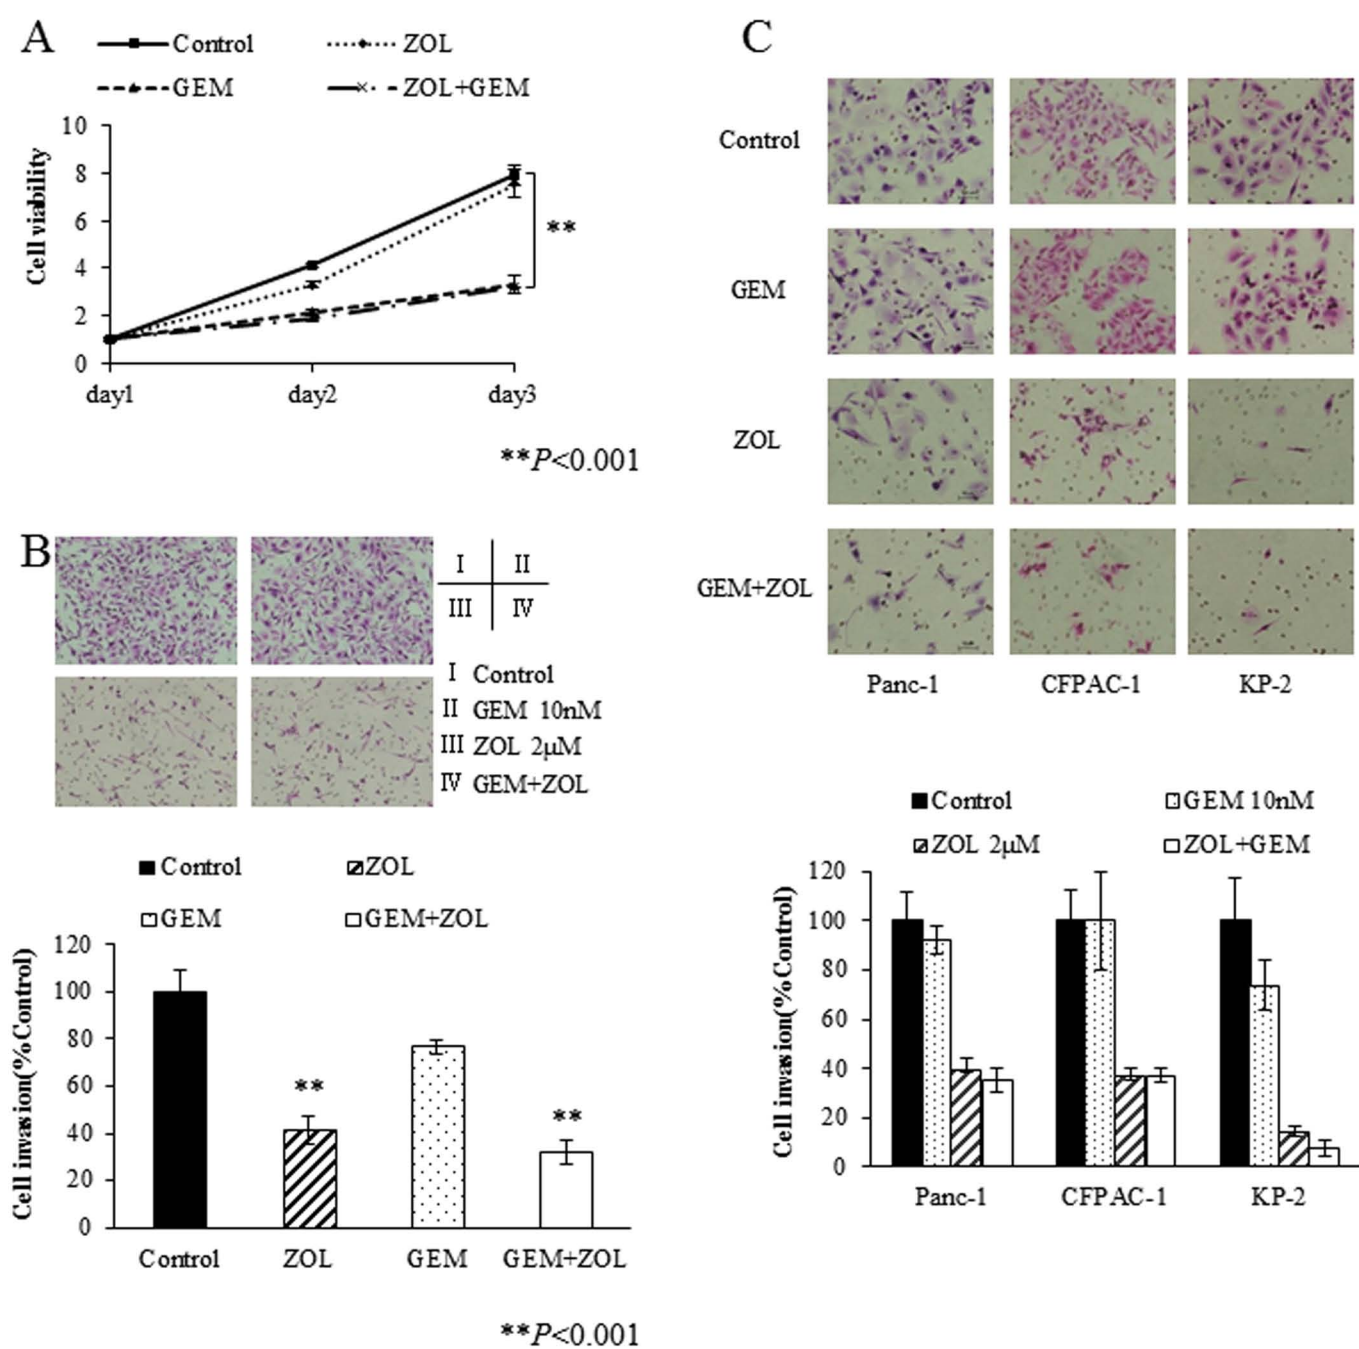 A
Control
ZOL
GEM
ZOL+GEM
10
8
6
4
2
0
Cell viability
**
day1
day2
day3
**P<0.001
B
I
II
III
IV
I Control
II GEM 10nM
III ZOL 2μM
IV GEM+ZOL
Control
ZOL
GEM
GEM+ZOL
120
100
80
60
40
20
0
Cell invasion(%Control)
**
**
Control
ZOL
GEM
GEM+ZOL
**P<0.001
C
Control
GEM
ZOL
GEM+ZOL
Panc-1
CFPAC-1
KP-2
Control
GEM 10nM
ZOL 2μM
ZOL+GEM
120
100
80
60
40
20
0
Cell invasion(%Control)
Panc-1
CFPAC-1
KP-2